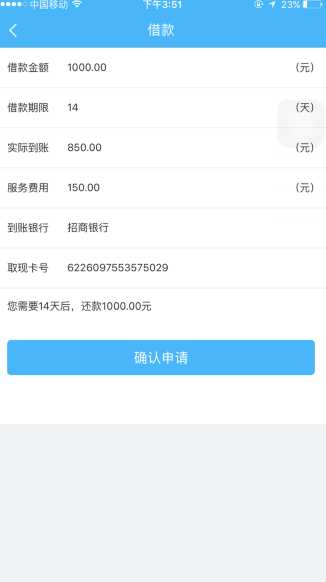 中国移动 下午3:51 23%
借款
借款金额 1000.00 （元）
借款期限 14 （天）
实际到账 850.00 （元）
服务费用 150.00 （元）
到账银行 招商银行
取现卡号 6226097553575029
您需要14天后，还款1000.00元
确认申请